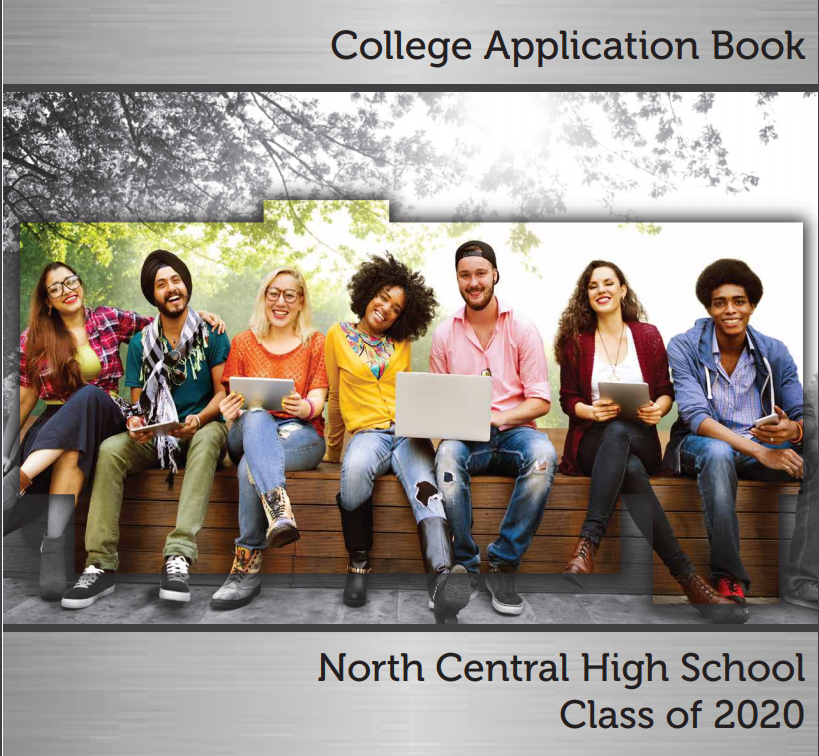 College Application Book
North Central High School
Class of 2020